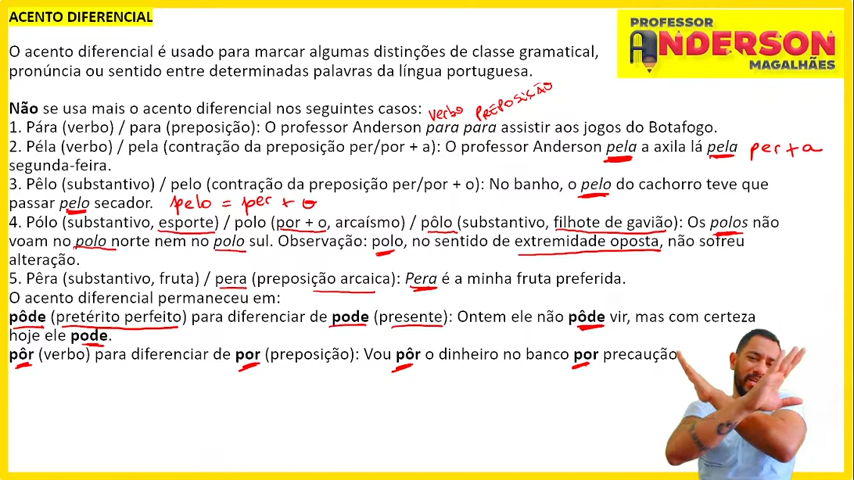 ACENTO DIFERENCIAL
PROFESSOR
ANDERSON
MAGALHÃES
O acento diferencial é usado para marcar algumas distinções de classe gramatical,
pronúncia ou sentido entre determinadas palavras da língua portuguesa.
Não se usa mais o acento diferencial nos seguintes casos: verbo PREPOSIÇÃO
1. Pára (verbo) / para (preposição): O professor Anderson para para assistir aos jogos do Botafogo.
2. Péla (verbo) / pela (contração da preposição per/por + a): O professor Anderson pela a axila lá pela per+a
segunda-feira.
3. Pêlo (substantivo) / pelo (contração da preposição per/por + o): No banho, o pelo do cachorro teve que
passar pelo secador. pelo = per + o
4. Pólo (substantivo, esporte) / polo (por + o, arcaísmo) / pôlo (substantivo, filhote de gavião): Os polos não
voam no polo norte nem no polo sul. Observação: polo, no sentido de extremidade oposta, não sofreu
alteração.
5. Pêra (substantivo, fruta) / pera (preposição arcaica): Pera é a minha fruta preferida.
O acento diferencial permaneceu em:
pôde (pretérito perfeito) para diferenciar de pode (presente): Ontem ele não pôde vir, mas com certeza
hoje ele pode.
pôr (verbo) para diferenciar de por (preposição): Vou pôr o dinheiro no banco por precaução